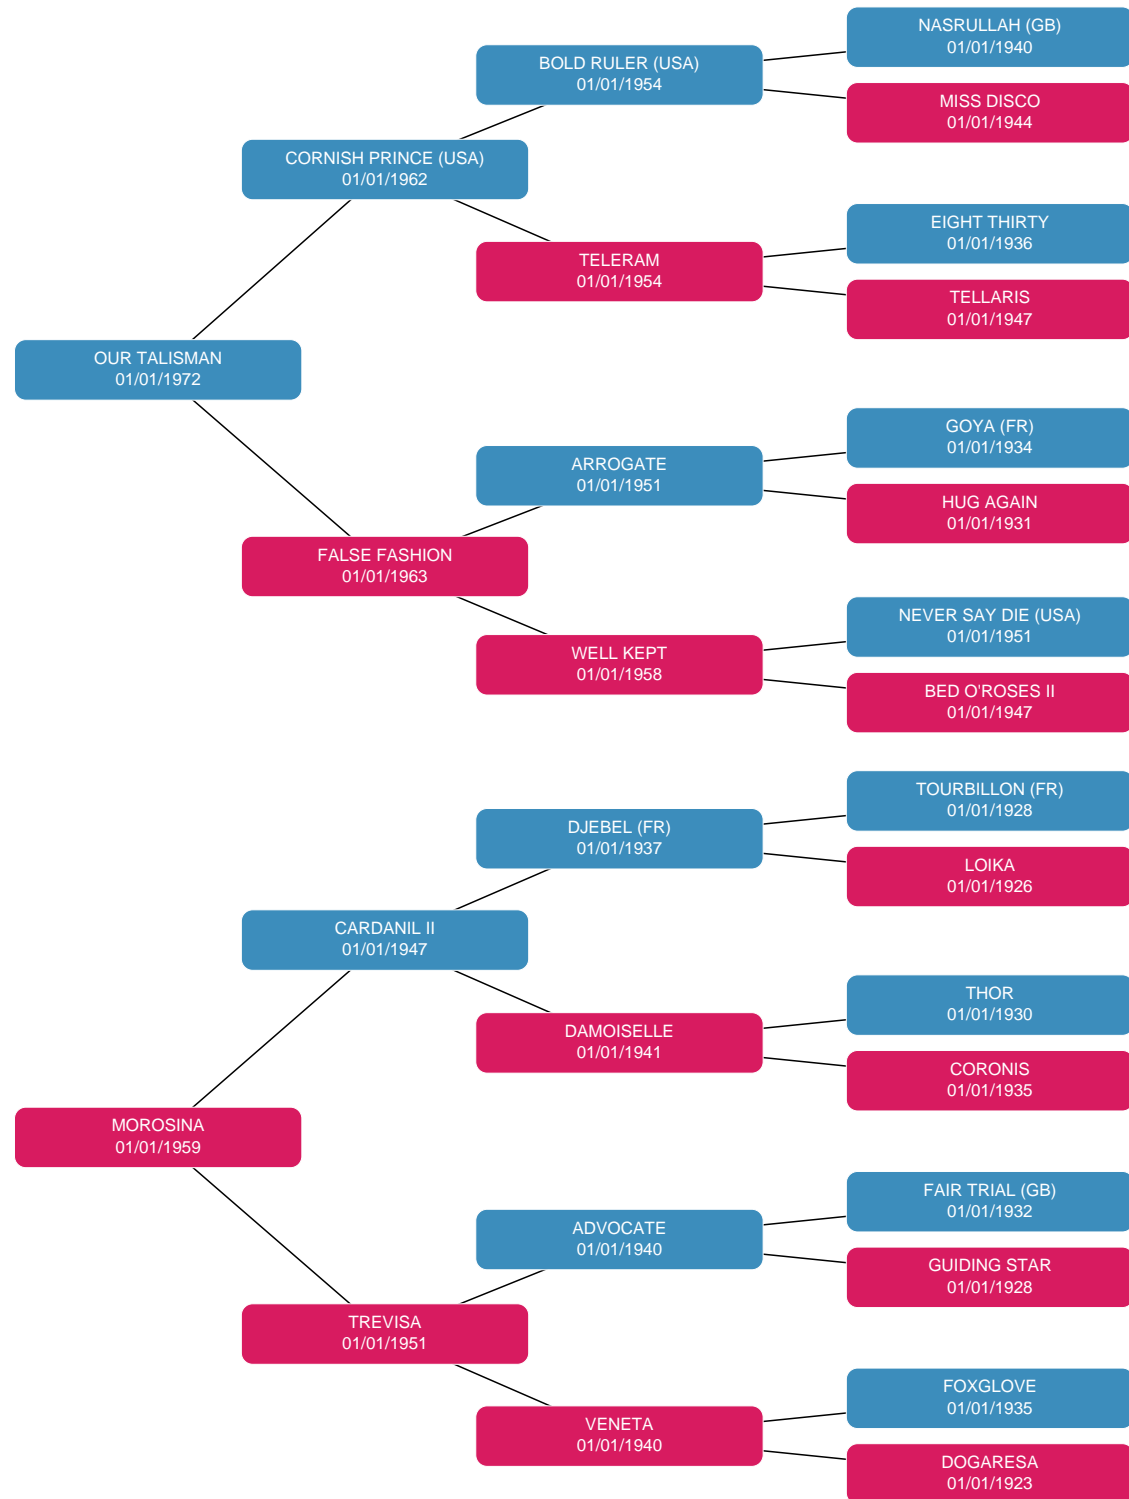 NASRULLAH (GB)
01/01/1940
BOLD RULER (USA)
01/01/1954
MISS DISCO
01/01/1944
CORNISH PRINCE (USA)
01/01/1962
EIGHT THIRTY
01/01/1936
TELERAM
01/01/1954
TELLARIS
01/01/1947
OUR TALISMAN
01/01/1972
GOYA (FR)
01/01/1934
ARROGATE
01/01/1951
HUG AGAIN
01/01/1931
FALSE FASHION
01/01/1963
NEVER SAY DIE (USA)
01/01/1951
WELL KEPT
01/01/1958
BED O'ROSES II
01/01/1947
TOURBILLON (FR)
01/01/1928
DJEBEL (FR)
01/01/1937
LOIKA
01/01/1926
CARDANIL II
01/01/1947
THOR
01/01/1930
DAMOISELLE
01/01/1941
CORONIS
01/01/1935
MOROSINA
01/01/1959
FAIR TRIAL (GB)
01/01/1932
ADVOCATE
01/01/1940
GUIDING STAR
01/01/1928
TREVISA
01/01/1951
FOXGLOVE
01/01/1935
VENETA
01/01/1940
DOGARESA
01/01/1923